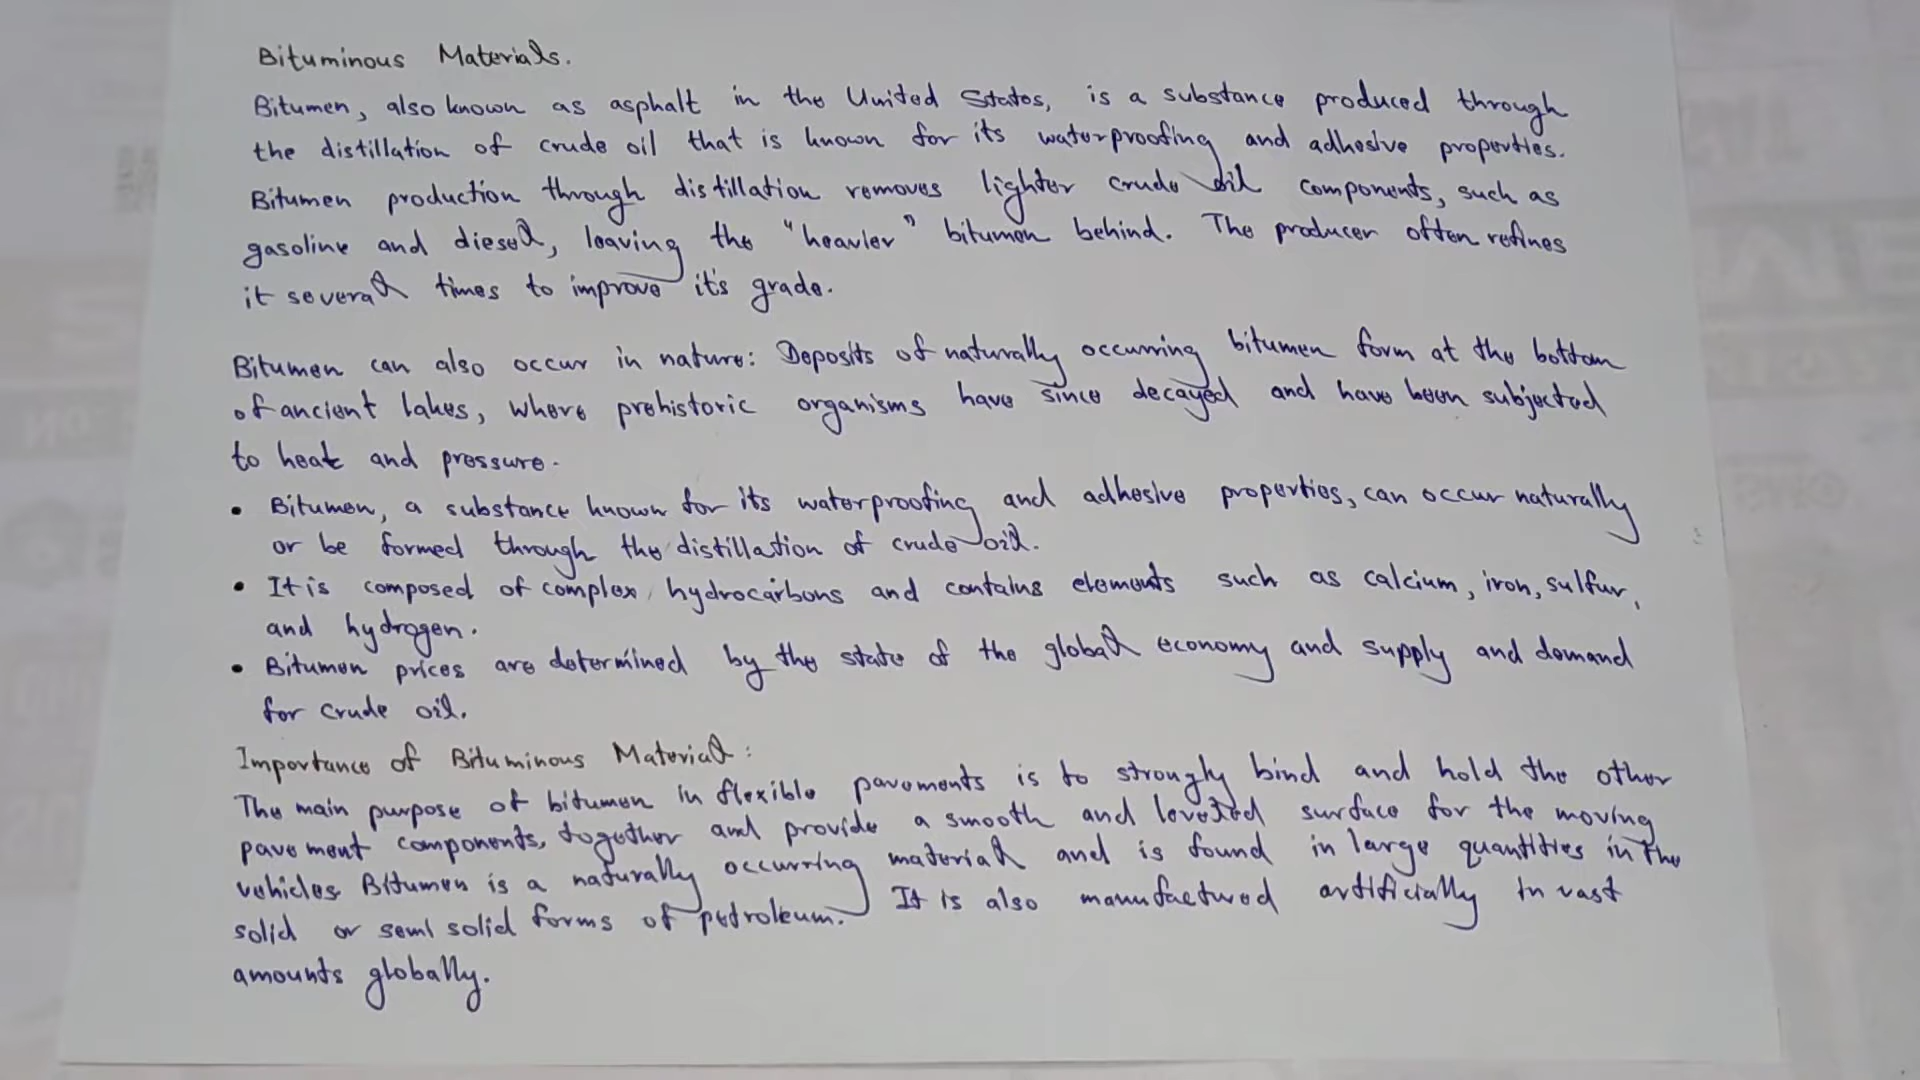 Bituminous Materials.
Bitumen, also known as asphalt in the United States, is a substance produced through
the distillation of crude oil that is known for its waterproofing and adhesive properties.
Bitumen production through distillation removes lighter crude oil components, such as
gasoline and diesel, leaving the "heavier" bitumen behind. The producer often refines
it several times to improve it's grade.
Bitumen can also occur in nature: Deposits of naturally occurring bitumen form at the bottom
of ancient lakes, where prehistoric organisms have since decayed and have been subjected
to heat and pressure.
• Bitumen, a substance known for its waterproofing and adhesive properties, can occur naturally
or be formed through the distillation of crude oil.
• It is composed of complex hydrocarbons and contains elements such as calcium, iron, sulfur,
and hydrogen.
• Bitumen prices are determined by the state of the global economy and supply and demand
for crude oil.
Importance of Bituminous Material:
The main purpose of bitumen in flexible pavements is to strongly bind and hold the other
pavement components, together and provide a smooth and leveled surface for the moving
vehicles. Bitumen is a naturally occurring material and is found in large quantities in the
solid or semi solid forms of petroleum. It is also manufactured artificially in vast
amounts globally.